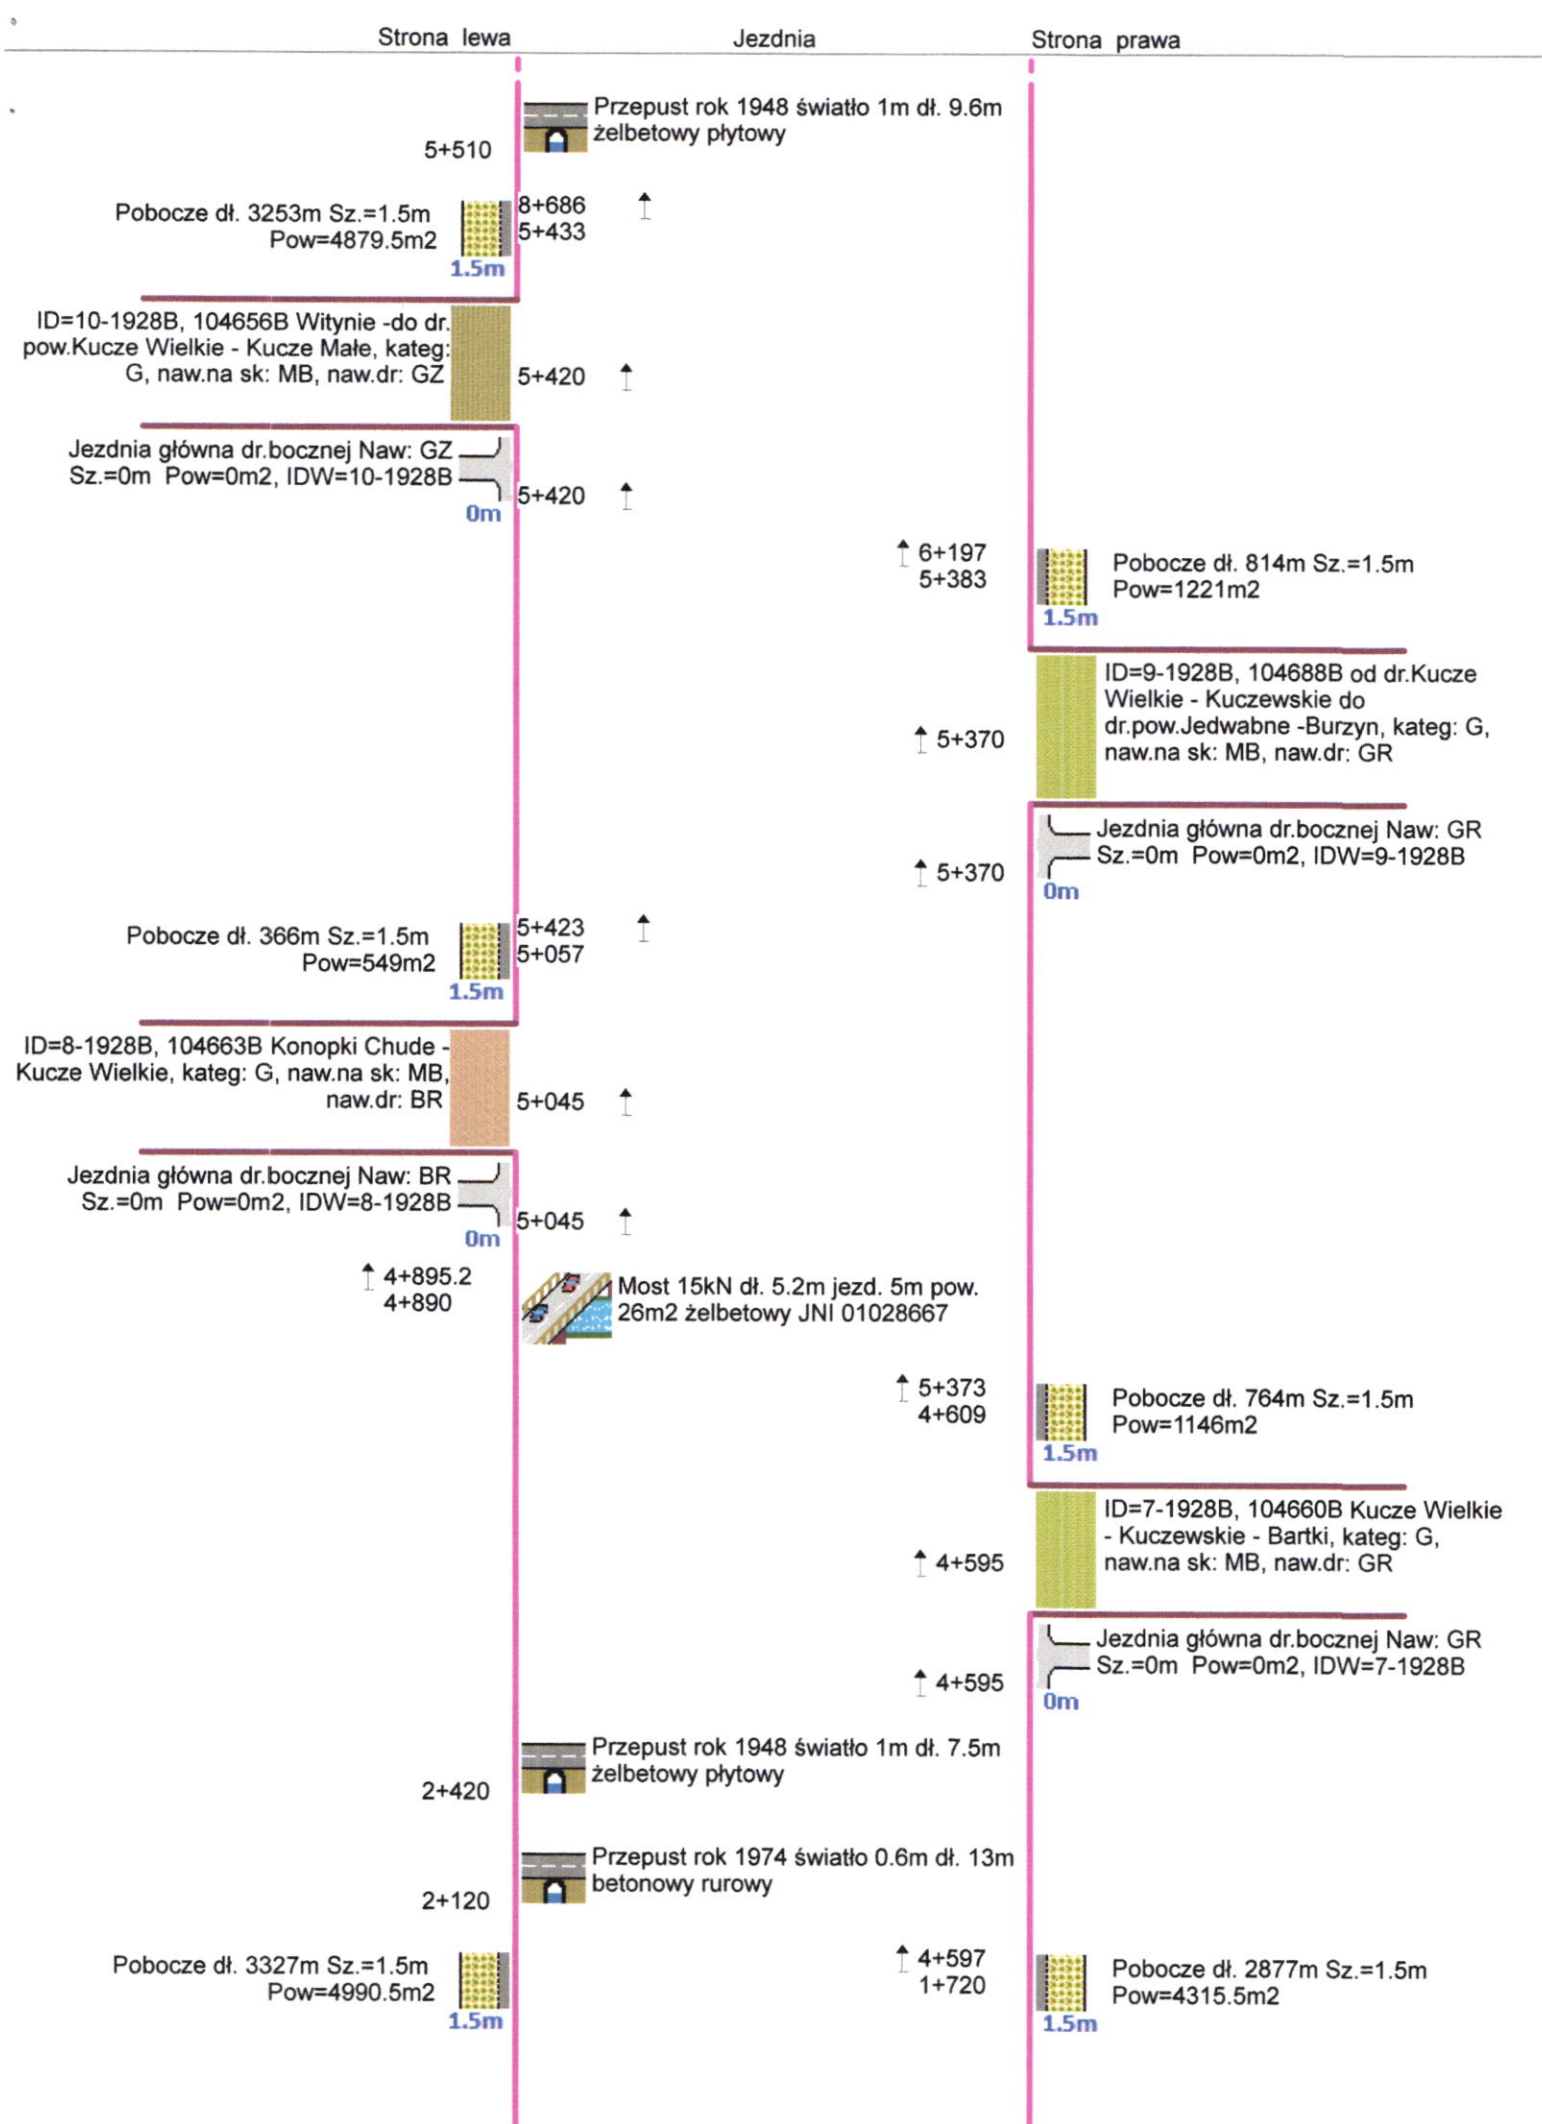 Strona lewa
Jezdnia
Strona prawa
Przepust rok 1948 światło 1m dł. 9.6m
żelbetowy płytowy
5+510
Pobocze dł. 3253m Sz.=1.5m
Pow=4879.5m2
1.5m
8+686
5+433
ID=10-1928B, 104656B Witynie -do dr.
pow.Kucze Wielkie - Kucze Małe, kateg:
G, naw.na sk: MB, naw.dr: GZ
5+420
Jezdnia główna dr.bocznej Naw: GZ
Sz.=0m Pow=0m2, IDW=10-1928B
0m
5+420
6+197
5+383
Pobocze dł. 814m Sz.=1.5m
Pow=1221m2
1.5m
ID=9-1928B, 104688B od dr.Kucze
Wielkie - Kuczewskie do
dr.pow.Jedwabne -Burzyn, kateg: G,
naw.na sk: MB, naw.dr: GR
5+370
Jezdnia główna dr.bocznej Naw: GR
Sz.=0m Pow=0m2, IDW=9-1928B
0m
5+370
Pobocze dł. 366m Sz.=1.5m
Pow=549m2
1.5m
5+423
5+057
ID=8-1928B, 104663B Konopki Chude -
Kucze Wielkie, kateg: G, naw.na sk: MB,
naw.dr: BR
5+045
Jezdnia główna dr.bocznej Naw: BR
Sz.=0m Pow=0m2, IDW=8-1928B
0m
5+045
4+895.2
4+890
Most 15kN dł. 5.2m jezd. 5m pow.
26m2 żelbetowy JNI 01028667
5+373
4+609
Pobocze dł. 764m Sz.=1.5m
Pow=1146m2
1.5m
ID=7-1928B, 104660B Kucze Wielkie
- Kuczewskie - Bartki, kateg: G,
naw.na sk: MB, naw.dr: GR
4+595
Jezdnia główna dr.bocznej Naw: GR
Sz.=0m Pow=0m2, IDW=7-1928B
0m
4+595
Przepust rok 1948 światło 1m dł. 7.5m
żelbetowy płytowy
2+420
Przepust rok 1974 światło 0.6m dł. 13m
betonowy rurowy
2+120
Pobocze dł. 3327m Sz.=1.5m
Pow=4990.5m2
1.5m
4+597
1+720
Pobocze dł. 2877m Sz.=1.5m
Pow=4315.5m2
1.5m